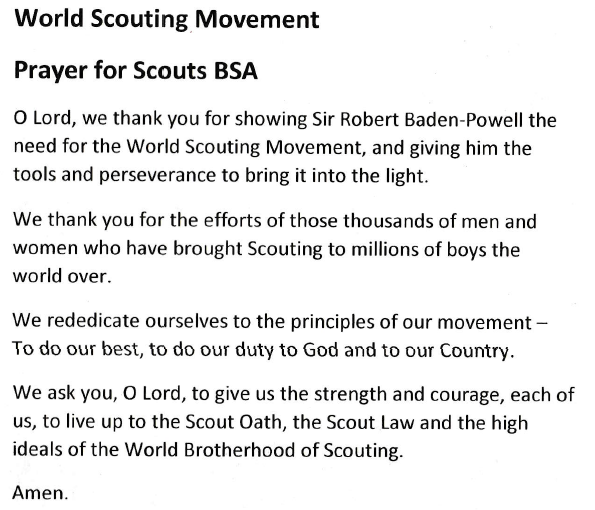 World Scouting Movement
Prayer for Scouts BSA
O Lord, we thank you for showing Sir Robert Baden-Powell the
need for the World Scouting Movement, and giving him the
tools and perseverance to bring it into the light.
We thank you for the efforts of those thousands of men and
women who have brought Scouting to millions of boys the
world over.
We rededicate ourselves to the principles of our movement –
To do our best, to do our duty to God and to our Country.
We ask you, O Lord, to give us the strength and courage, each of
us, to live up to the Scout Oath, the Scout Law and the high
ideals of the World Brotherhood of Scouting.
Amen.